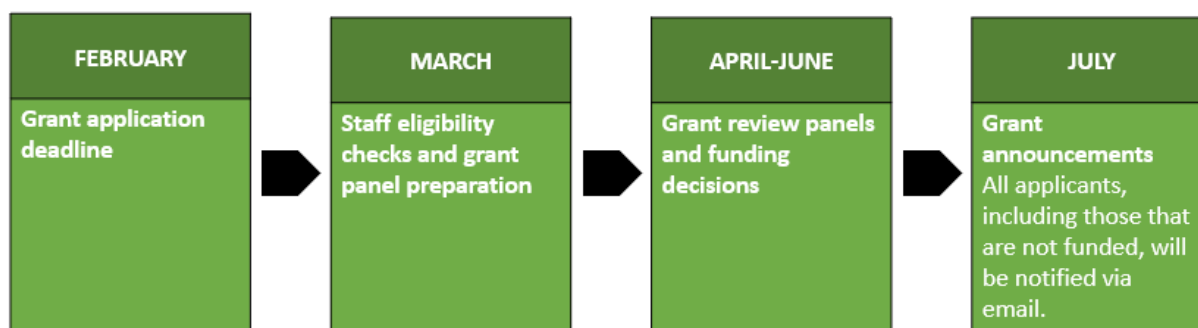 FEBRUARY
Grant application
deadline
MARCH
Staff eligibility
checks and grant
panel preparation
APRIL-JUNE
Grant review panels
and funding
decisions
JULY
Grant
announcements
All applicants,
including those that
are not funded, will
be notified via
email.